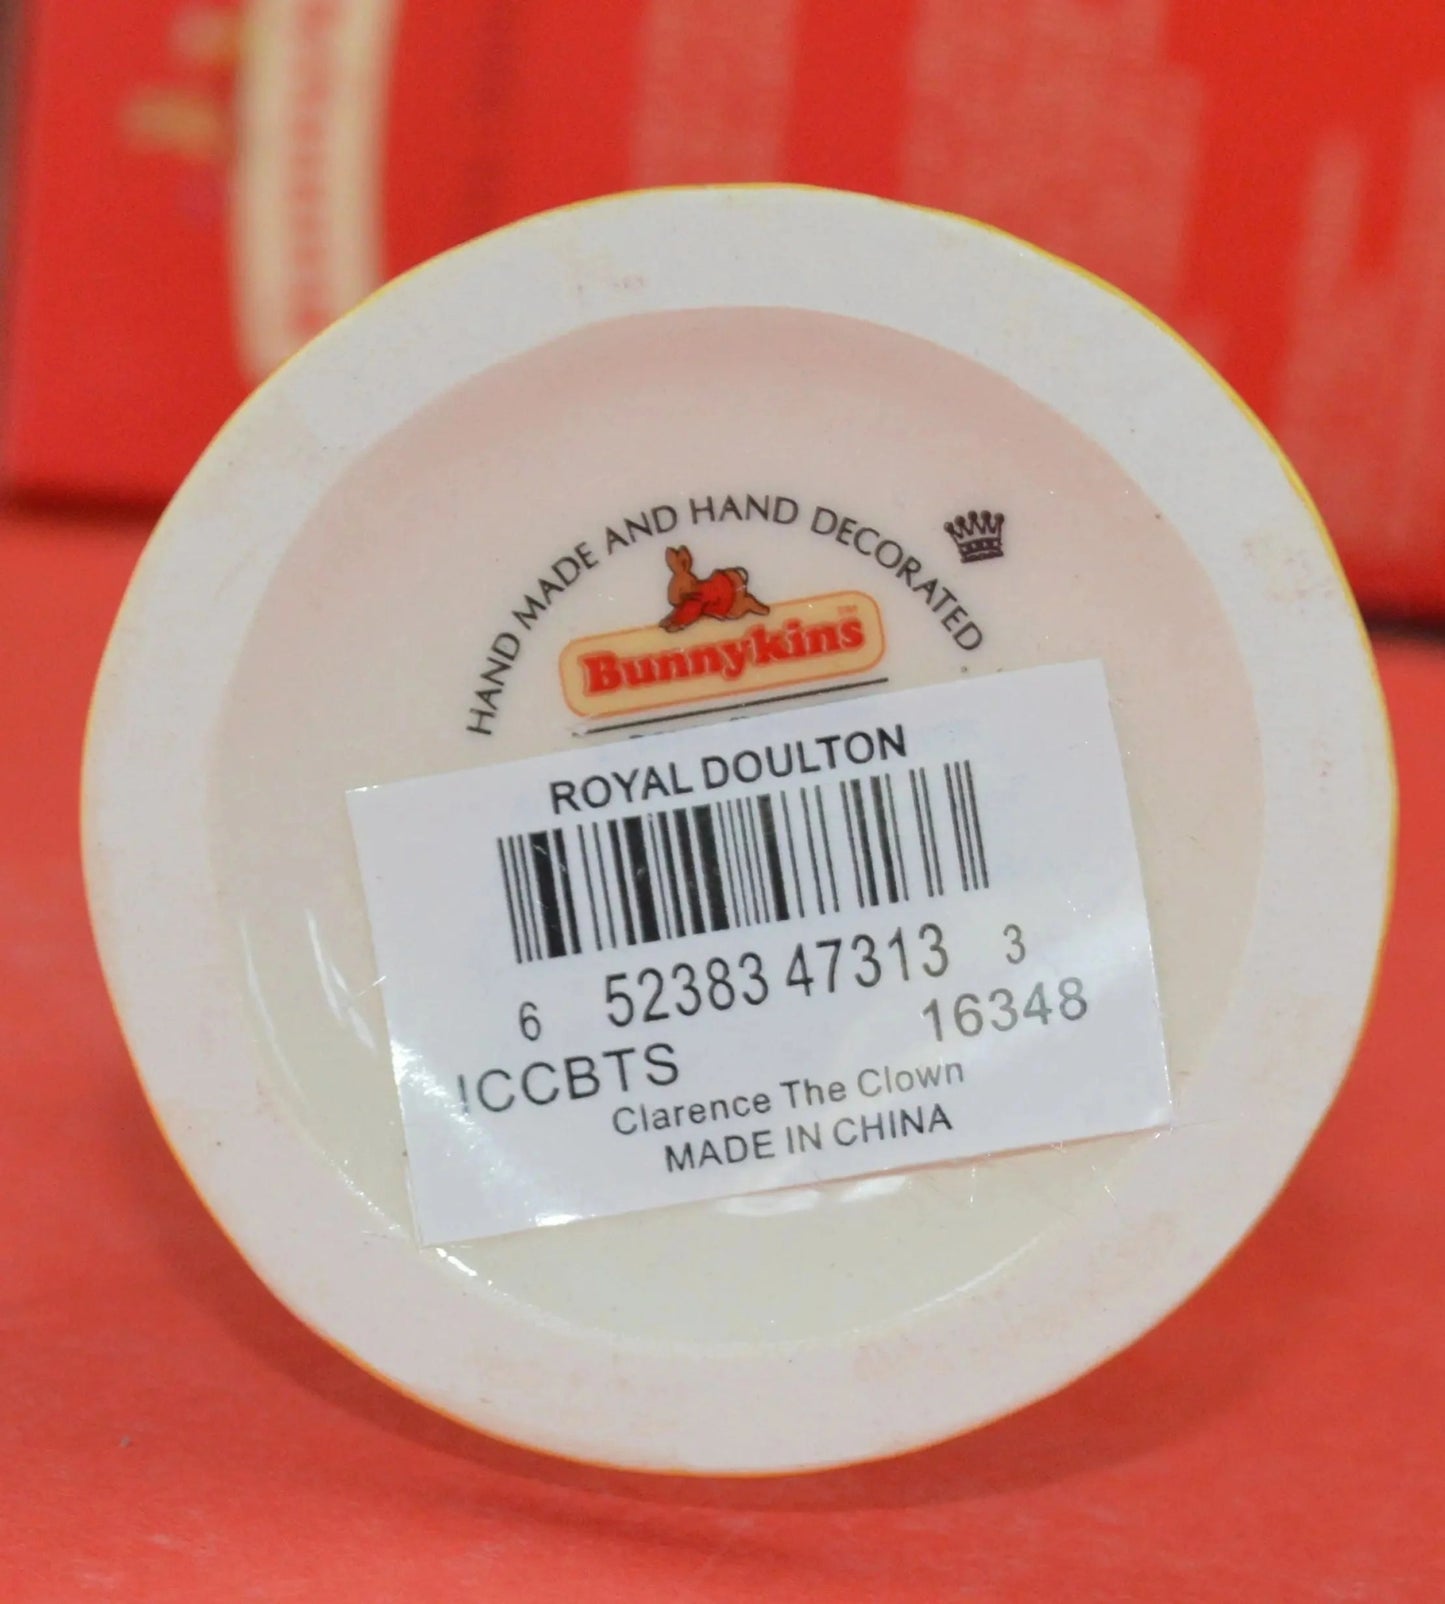 HAND MADE AND HAND DECORATED
Bunnykins™
ROYAL DOULTON
6 52383 47313 3
16348
ICCBTS
Clarence The Clown
MADE IN CHINA